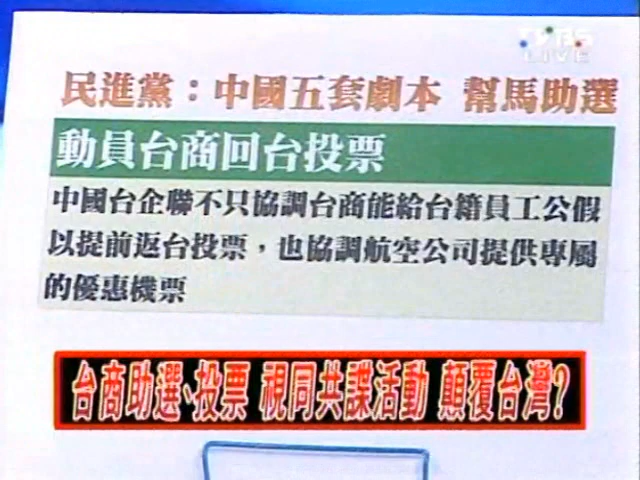 TVBS
LIVE
民進黨：中國五套劇本 幫馬助選
動員台商回台投票
中國台企聯不只協調台商能給台籍員工公假
以提前返台投票，也協調航空公司提供專屬
的優惠機票
台商助選、投票 視同共諜活動 顛覆台灣?